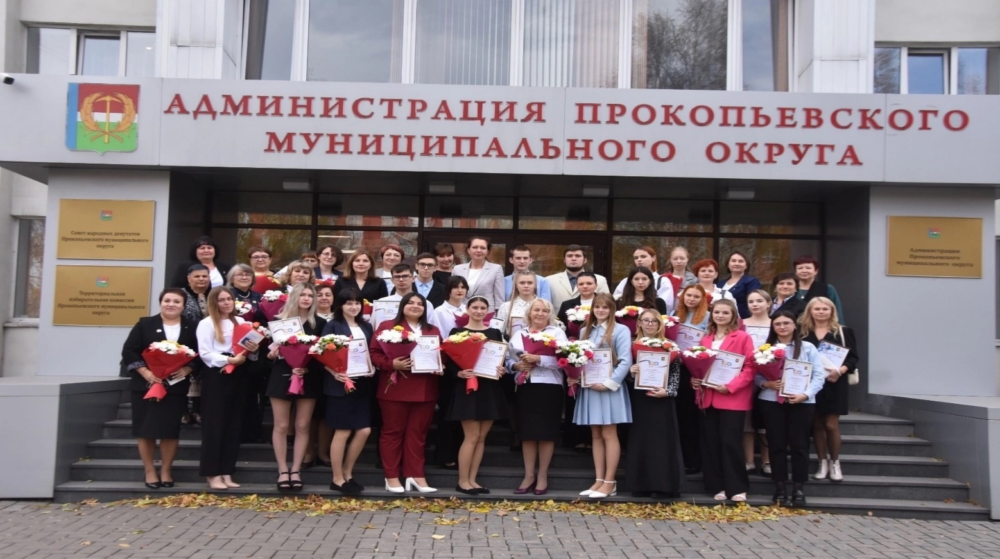 АДМИНИСТРАЦИЯ ПРОКОПЬЕВСКОГО
МУНИЦИПАЛЬНОГО ОКРУГА
Совет народных депутатов
Прокопьевского муниципального
округа
Территориальная
избирательная комиссия
Прокопьевского муниципального
округа
Администрация
Прокопьевского
муниципального округа